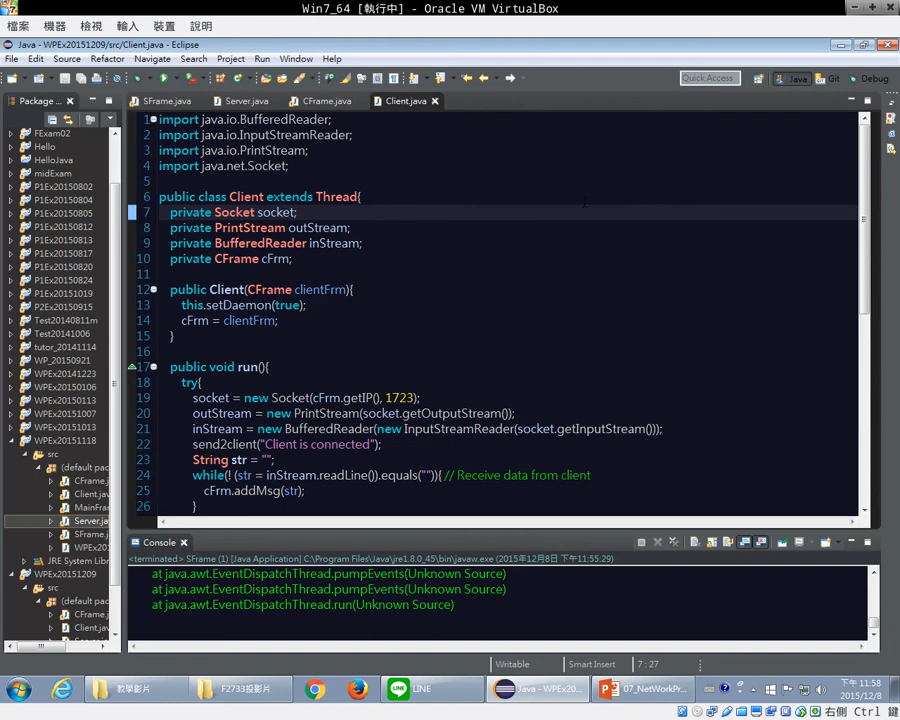 Win7_64 [執行中] - Oracle VM VirtualBox
檔案 機器 檢視 輸入 裝置 說明
Java - WPEx20151209/src/Client.java - Eclipse
File Edit Source Refactor Navigate Search Project Run Window Help
Quick Access Java Git Debug
Package ...
SFrame.java Server.java CFrame.java Client.java
FExam02
Hello
HelloJava
midExam
P1Ex20150802
P1Ex20150804
P1Ex20150805
P1Ex20150812
P1Ex20150813
P1Ex20150817
P1Ex20150820
P1Ex20150824
P1Ex20151019
P2Ex20150915
Test20140811m
Test20141006
tutor_20141114
WP_20150921
WPEx20141223
WPEx20150106
WPEx20150113
WPEx20151007
WPEx20151013
WPEx20151118
src
(default pac
CFrame.j
Client.jav
MainFram
Server.ja
SFrame.j
WPEx201
JRE System Libr
WPEx20151209
src
(default pac
CFrame.j
Client.jav
1 import java.io.BufferedReader;
2 import java.io.InputStreamReader;
3 import java.io.PrintStream;
4 import java.net.Socket;
5
6 public class Client extends Thread{
7 private Socket socket;
8 private PrintStream outStream;
9 private BufferedReader inStream;
10 private CFrame cFrm;
11
12 public Client(CFrame clientFrm){
13 this.setDaemon(true);
14 cFrm = clientFrm;
15 }
16
17 public void run(){
18 try{
19 socket = new Socket(cFrm.getIP(), 1723);
20 outStream = new PrintStream(socket.getOutputStream());
21 inStream = new BufferedReader(new InputStreamReader(socket.getInputStream()));
22 send2client("Client is connected");
23 String str = "";
24 while(! (str = inStream.readLine()).equals("")){ // Receive data from client
25 cFrm.addMsg(str);
26 }
Console
<terminated> SFrame (1) [Java Application] C:\Program Files\Java\jre1.8.0_45\bin\javaw.exe (2015年12月8日 下午11:55:29)
at java.awt.EventDispatchThread.pumpEvents(Unknown Source)
at java.awt.EventDispatchThread.pumpEvents(Unknown Source)
at java.awt.EventDispatchThread.run(Unknown Source)
Writable Smart Insert 7 : 27
教學影片 F2733投影片 LINE Java - WPEx20... 07_NetWorkPr...
下午 11:58
2015/12/8
右側 Ctrl 鍵